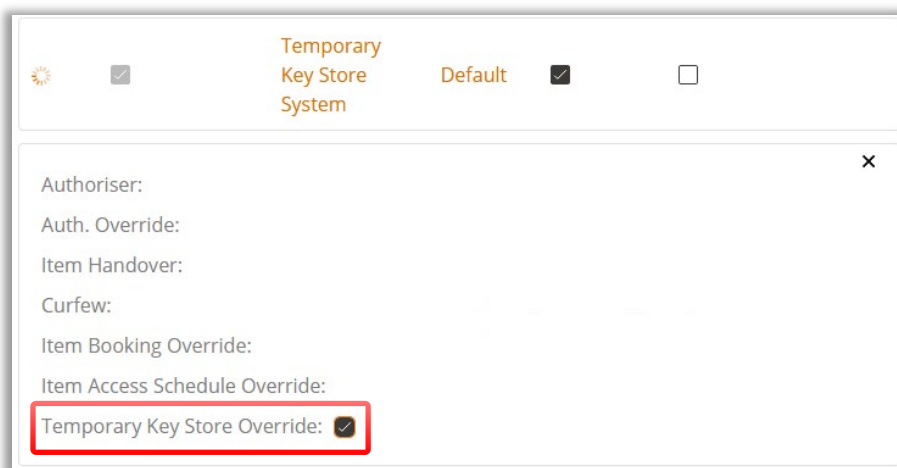 Temporary
Key Store
System
Default
Authoriser:
Auth. Override:
Item Handover:
Curfew:
Item Booking Override:
Item Access Schedule Override:
Temporary Key Store Override: